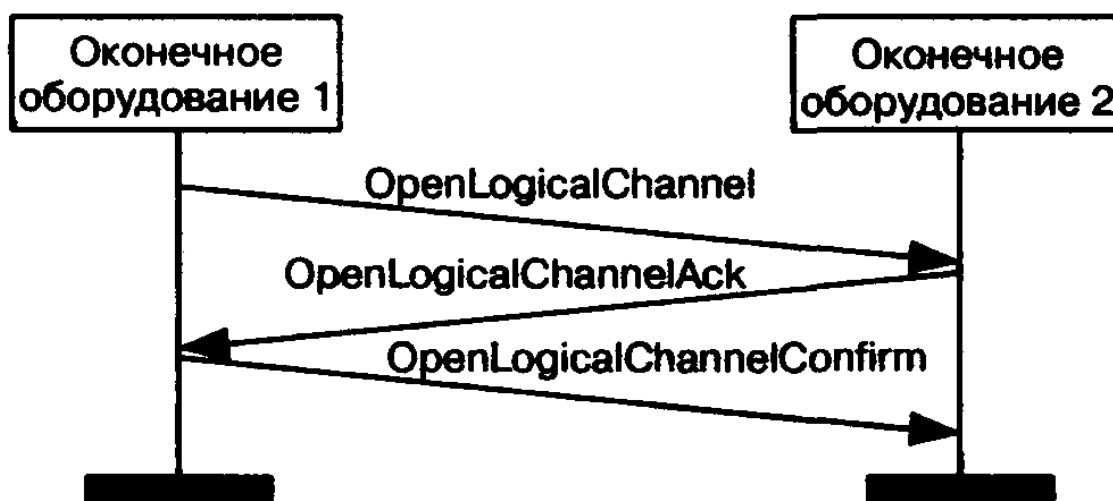 Оконечное
оборудование 1
Оконечное
оборудование 2
OpenLogicalChannel
OpenLogicalChannelAck
OpenLogicalChannelConfirm